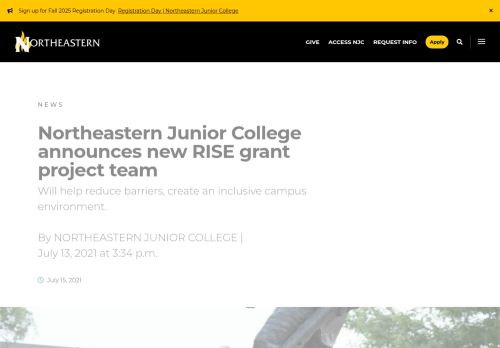 Sign up for Fall 2025 Registration Day Registration Day | Northeastern Junior College ×
NORTHEASTERN GIVE ACCESS NJC REQUEST INFO Apply
NEWS
Northeastern Junior College
announces new RISE grant
project team
Will help reduce barriers, create an inclusive campus
environment.
By NORTHEASTERN JUNIOR COLLEGE |
July 13, 2021 at 3:34 p.m.
July 15, 2021